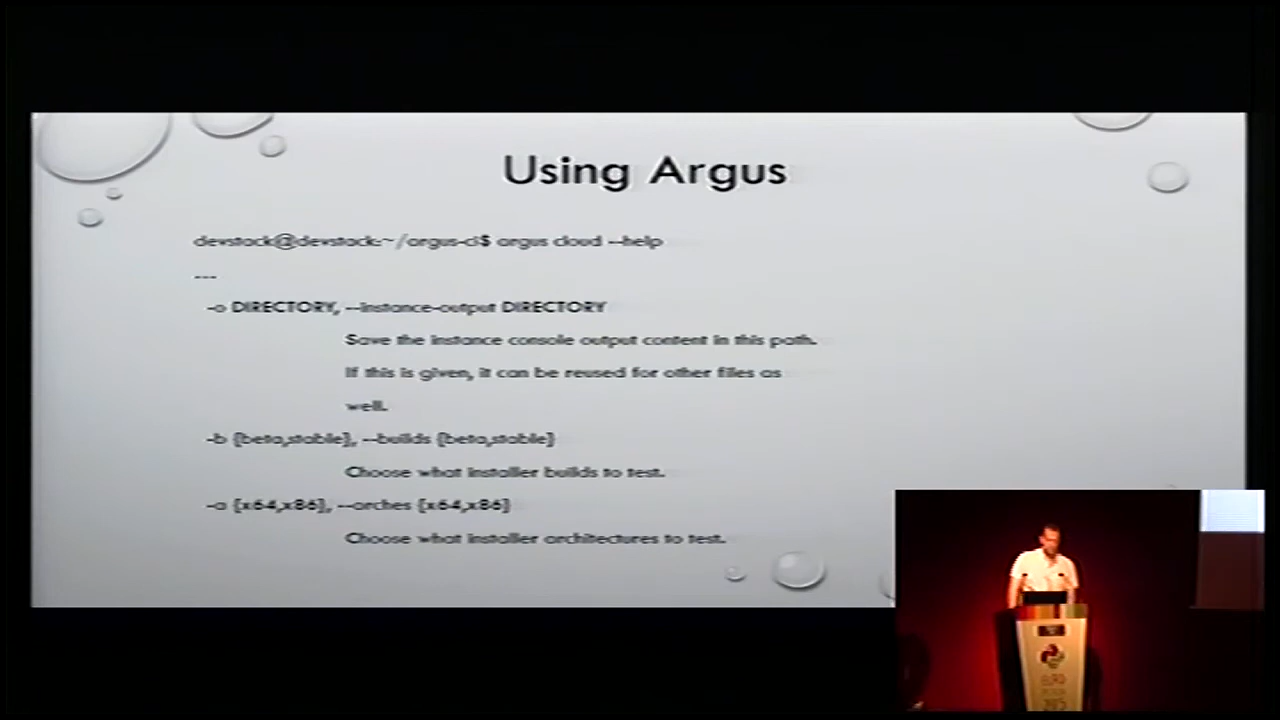 Using Argus
devstack@devstack:~/argus-ci$ argus cloud --help
---
-o DIRECTORY, --instance-output DIRECTORY
Save the instance console output content in this path.
If this is given, it can be reused for other files as
well.
-b {beta,stable}, --builds {beta,stable}
Choose what installer builds to test.
-a {x64,x86}, --arches {x64,x86}
Choose what installer architectures to test.